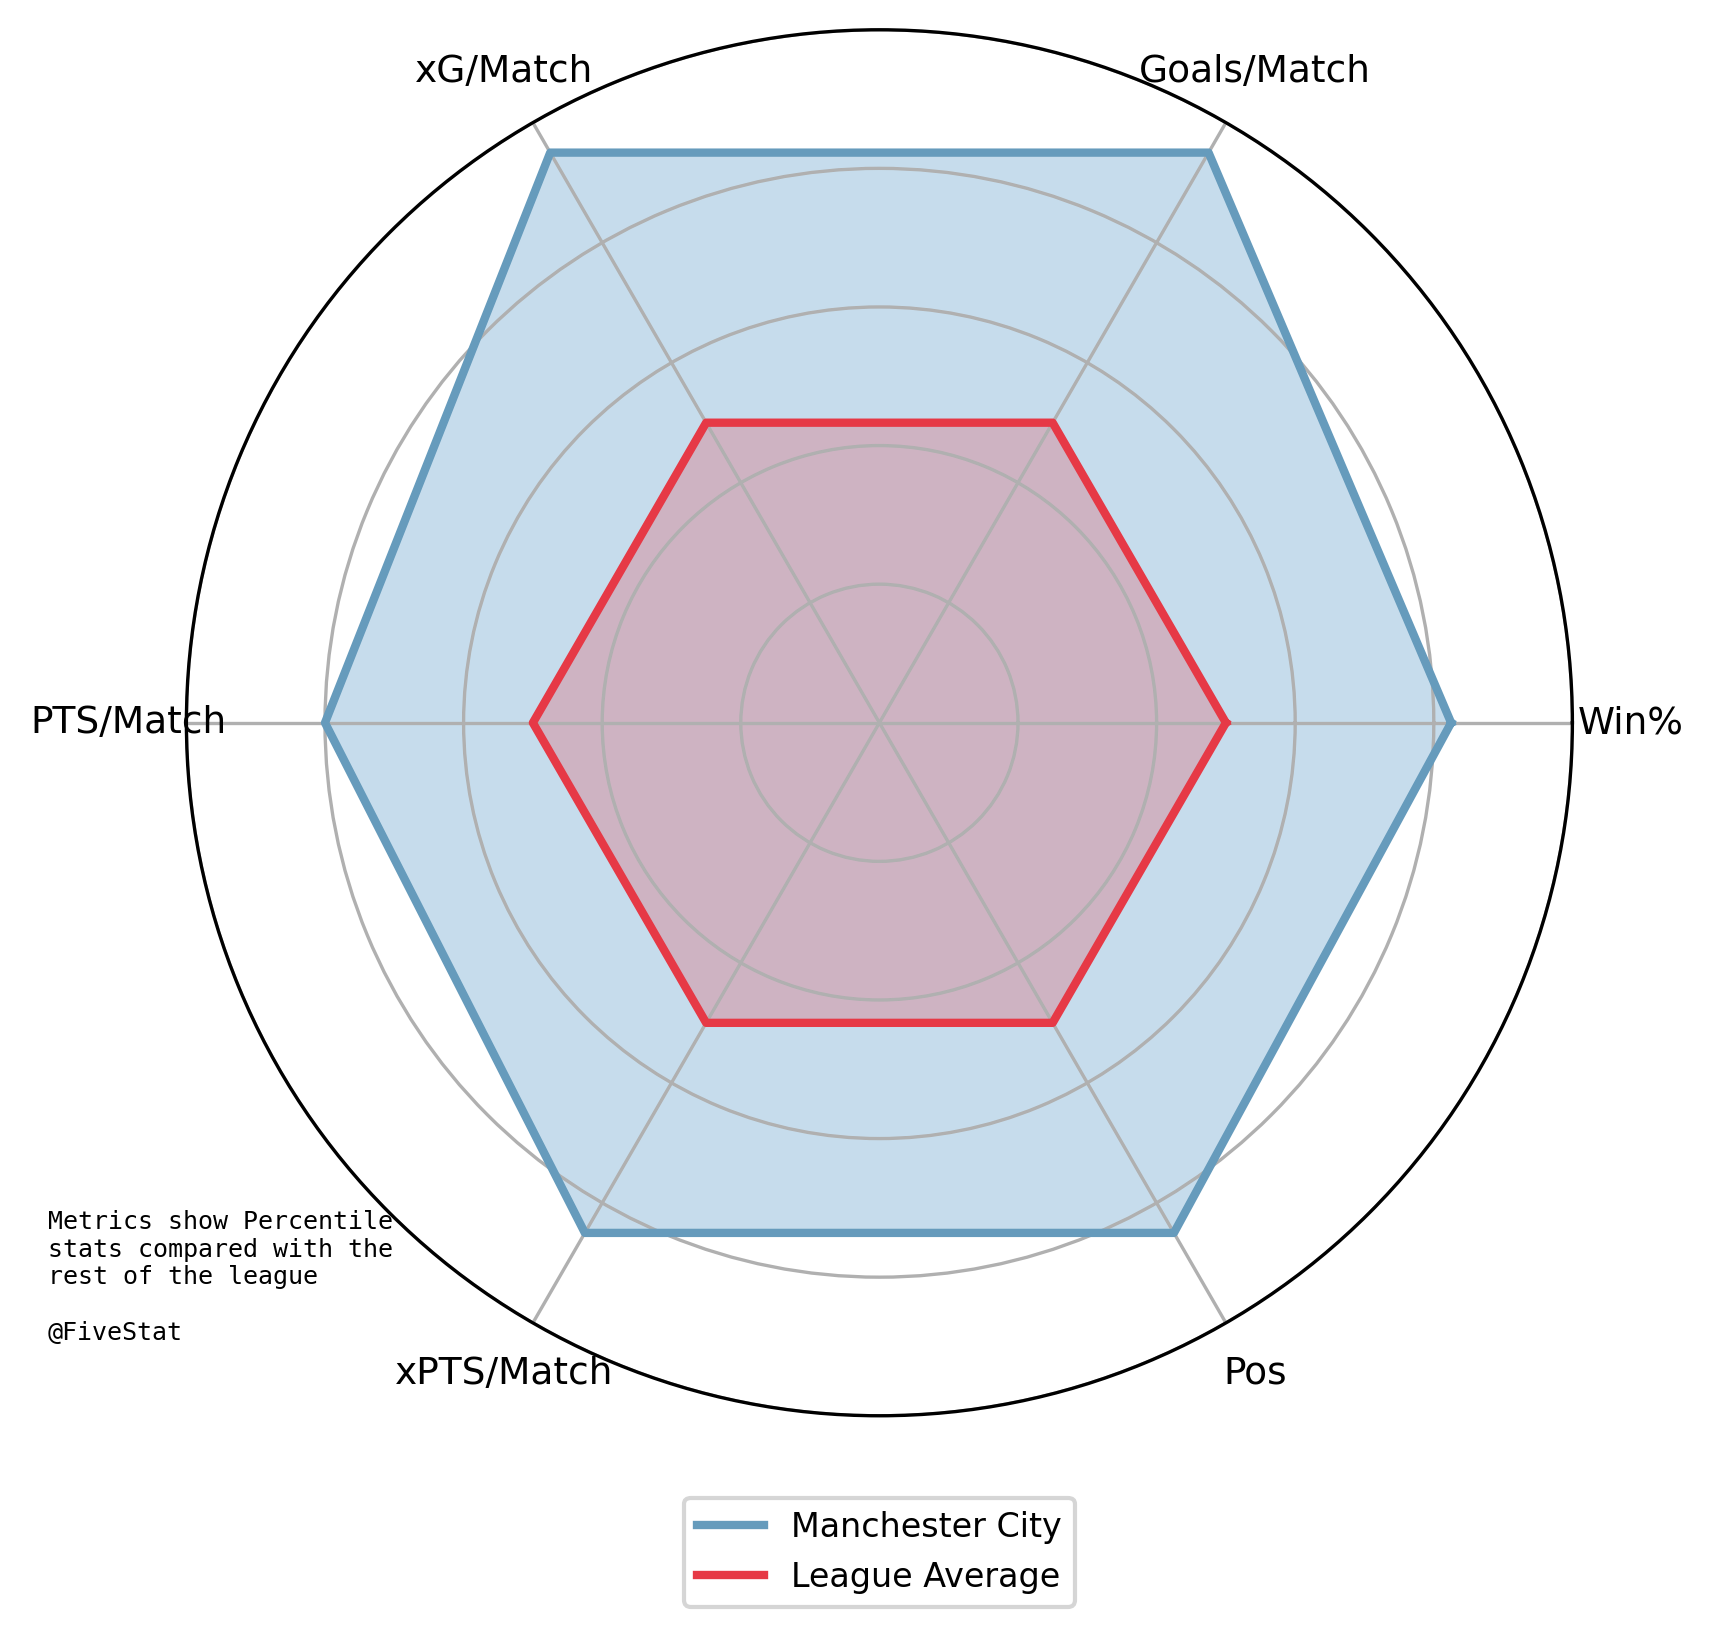 xG/Match
Goals/Match
PTS/Match
Win%
Metrics show Percentile
stats compared with the
rest of the league
@FiveStat
xPTS/Match
Pos
Manchester City
League Average